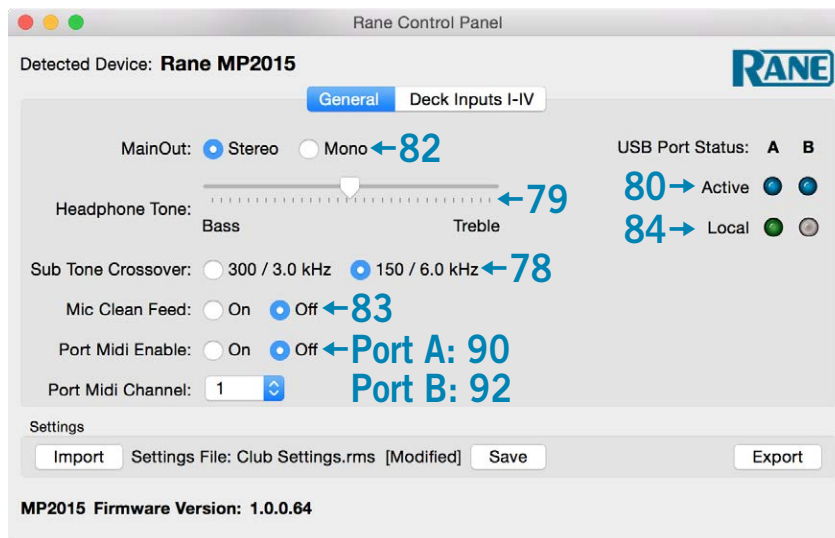 Rane Control Panel
Detected Device: Rane MP2015
RANE
General Deck Inputs I-IV
MainOut: Stereo Mono ←82
USB Port Status: A B
80→ Active
Headphone Tone: ←79
Bass Treble
84→ Local
Sub Tone Crossover: 300 / 3.0 kHz 150 / 6.0 kHz ←78
Mic Clean Feed: On Off ←83
Port Midi Enable: On Off ←Port A: 90
Port Midi Channel: 1 Port B: 92
Settings
Import Settings File: Club Settings.rms [Modified] Save Export
MP2015 Firmware Version: 1.0.0.64